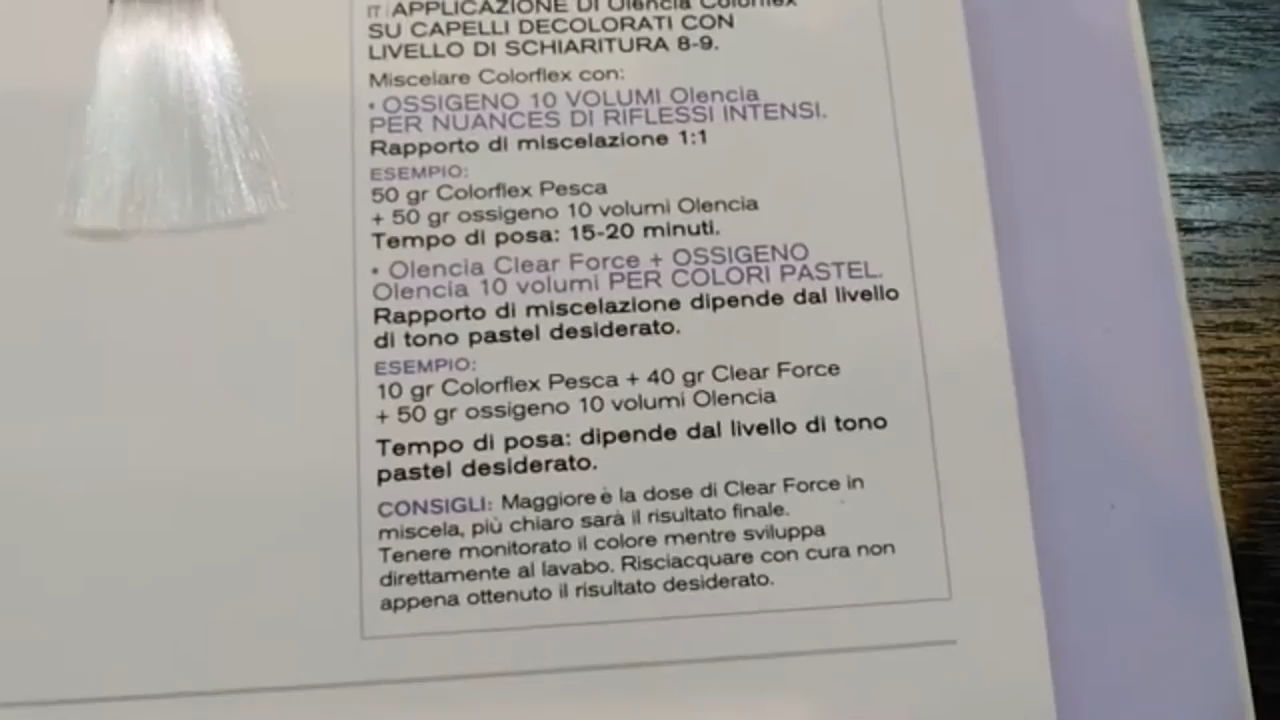 IT | APPLICAZIONE DI Olencia Colorflex
SU CAPELLI DECOLORATI CON
LIVELLO DI SCHIARITURA 8-9.
Miscelare Colorflex con:
• OSSIGENO 10 VOLUMI Olencia
PER NUANCES DI RIFLESSI INTENSI.
Rapporto di miscelazione 1:1
ESEMPIO:
50 gr Colorflex Pesca
+ 50 gr ossigeno 10 volumi Olencia
Tempo di posa: 15-20 minuti.
• Olencia Clear Force + OSSIGENO
Olencia 10 volumi PER COLORI PASTEL.
Rapporto di miscelazione dipende dal livello
di tono pastel desiderato.
ESEMPIO:
10 gr Colorflex Pesca + 40 gr Clear Force
+ 50 gr ossigeno 10 volumi Olencia
Tempo di posa: dipende dal livello di tono
pastel desiderato.
CONSIGLI: Maggiore è la dose di Clear Force in
miscela, più chiaro sarà il risultato finale.
Tenere monitorato il colore mentre sviluppa
direttamente al lavabo. Risciacquare con cura non
appena ottenuto il risultato desiderato.